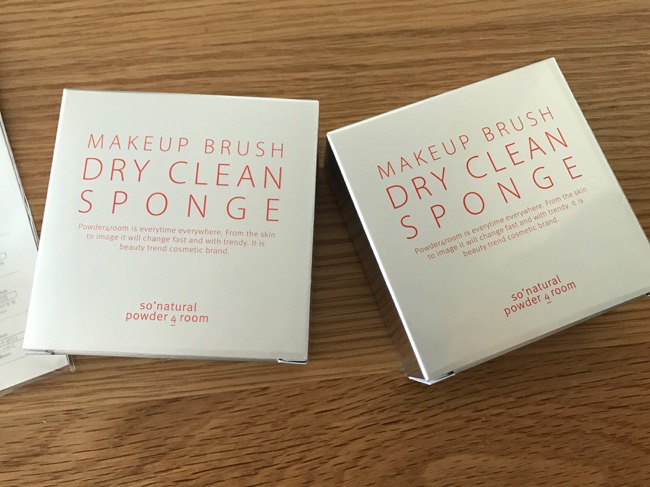 MAKEUP BRUSH
DRY CLEAN
SPONGE
Powder4room is everytime everywhere. From the skin
to image it will change fast and with trendy. It is
beauty trend cosmetic brand.
so'natural
powder 4 room
MAKEUP BRUSH
DRY CLEAN
SPONGE
Powder4room is everytime everywhere. From the skin
to image it will change fast and with trendy. It is
beauty trend cosmetic brand.
so'natural
powder 4 room